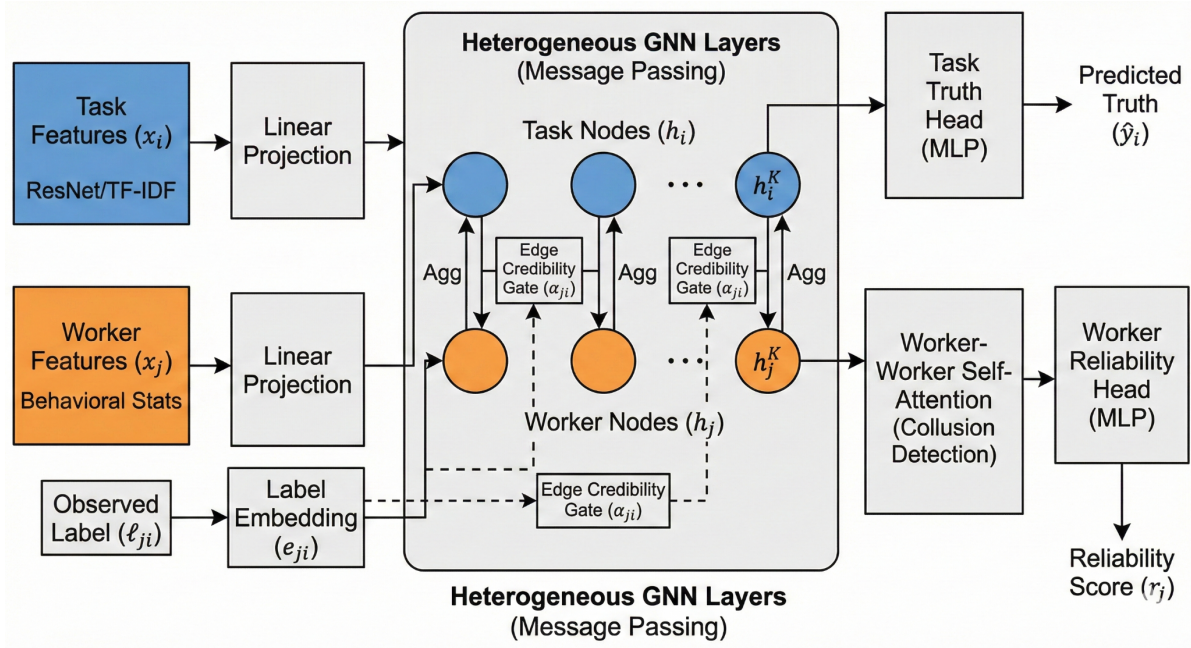 Heterogeneous GNN Layers
(Message Passing)
Task
Features (x_i)
ResNet/TF-IDF
Linear
Projection
Task Nodes (h_i)
h_i^K
Task
Truth
Head
(MLP)
Predicted
Truth
(ŷ_i)
Agg
Edge
Credibility
Gate (α_ji)
Agg
Edge
Credibility
Gate (α_ji)
Agg
Worker
Features (x_j)
Behavioral Stats
Linear
Projection
h_j^K
Worker Nodes (h_j)
Worker-
Worker Self-
Attention
(Collusion
Detection)
Worker
Reliability
Head
(MLP)
Observed
Label (ℓ_ji)
Label
Embedding
(e_ji)
Edge Credibility
Gate (α_ji)
Reliability
Score (r_j)
Heterogeneous GNN Layers
(Message Passing)